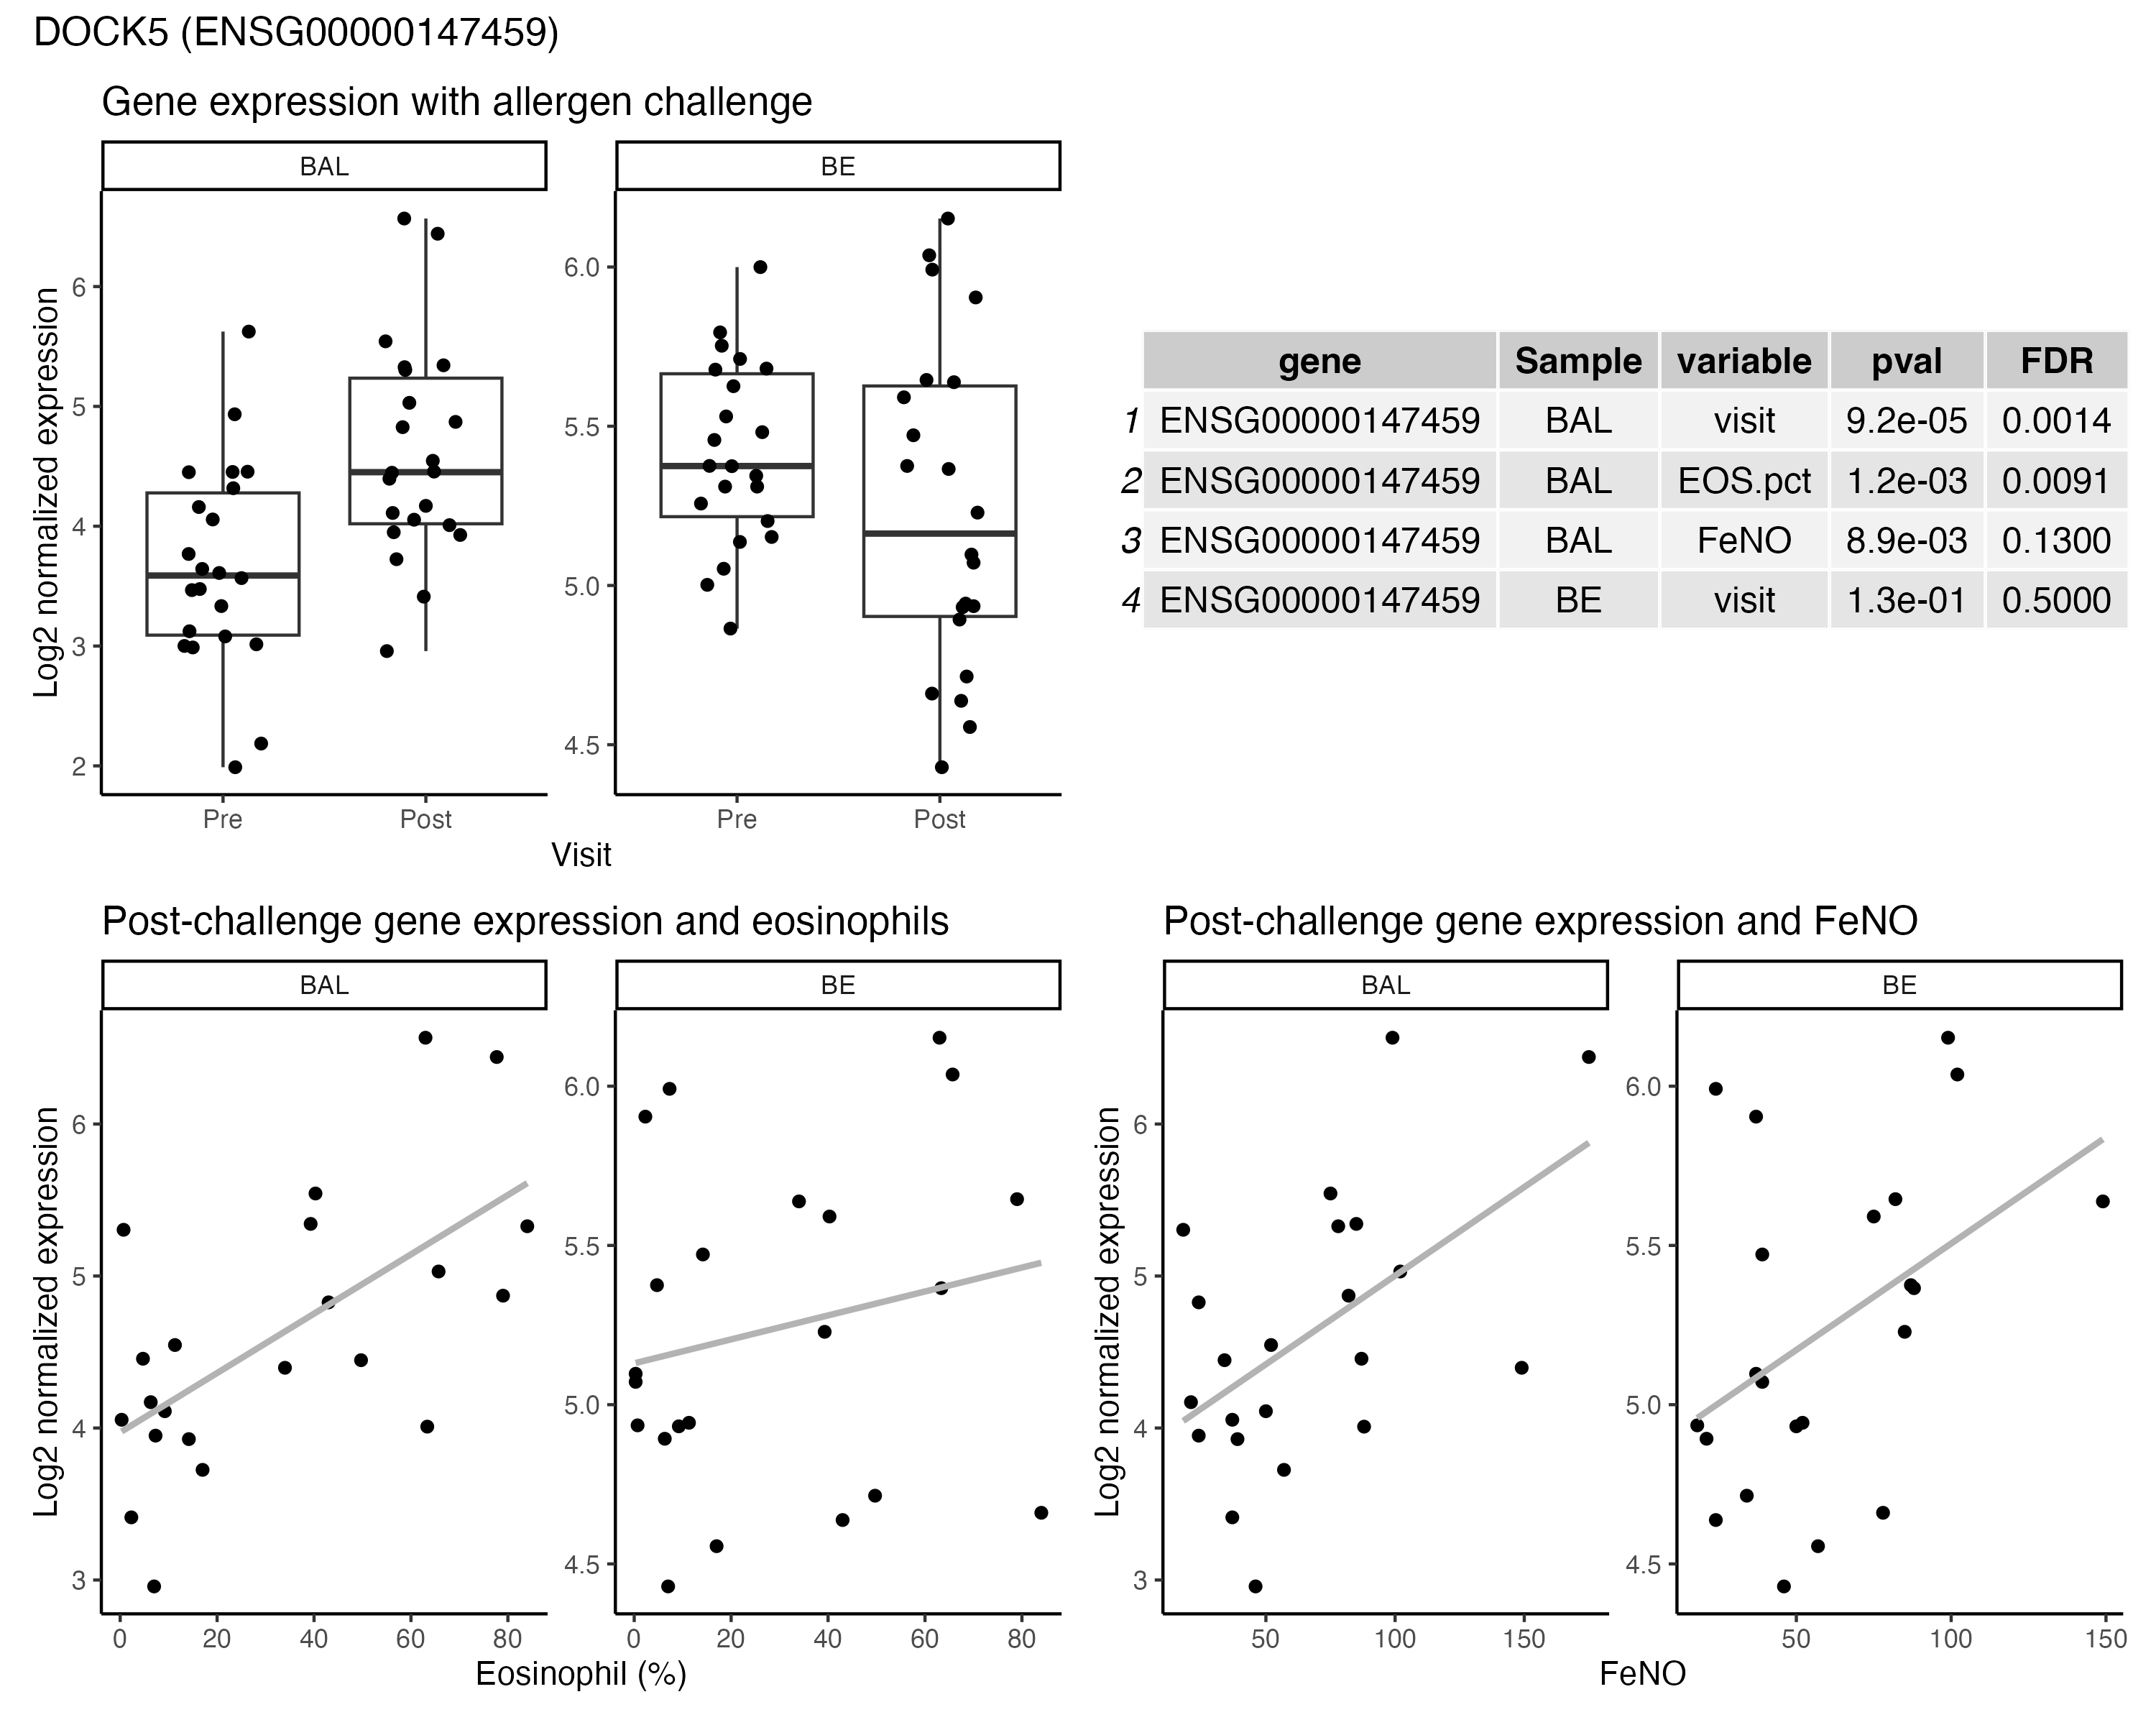 DOCK5 (ENSG00000147459)
Gene expression with allergen challenge
BAL
BE
Log2 normalized expression
6
5
4
3
2
6.0
5.5
5.0
4.5
Pre
Post
Pre
Post
Visit
gene Sample variable pval FDR
1 ENSG00000147459 BAL visit 9.2e-05 0.0014
2 ENSG00000147459 BAL EOS.pct 1.2e-03 0.0091
3 ENSG00000147459 BAL FeNO 8.9e-03 0.1300
4 ENSG00000147459 BE visit 1.3e-01 0.5000
Post-challenge gene expression and eosinophils
BAL
BE
Log2 normalized expression
6
5
4
3
6.0
5.5
5.0
4.5
0 20 40 60 80
0 20 40 60 80
Eosinophil (%)
Post-challenge gene expression and FeNO
BAL
BE
Log2 normalized expression
6
5
4
3
6.0
5.5
5.0
4.5
50 100 150
50 100 150
FeNO